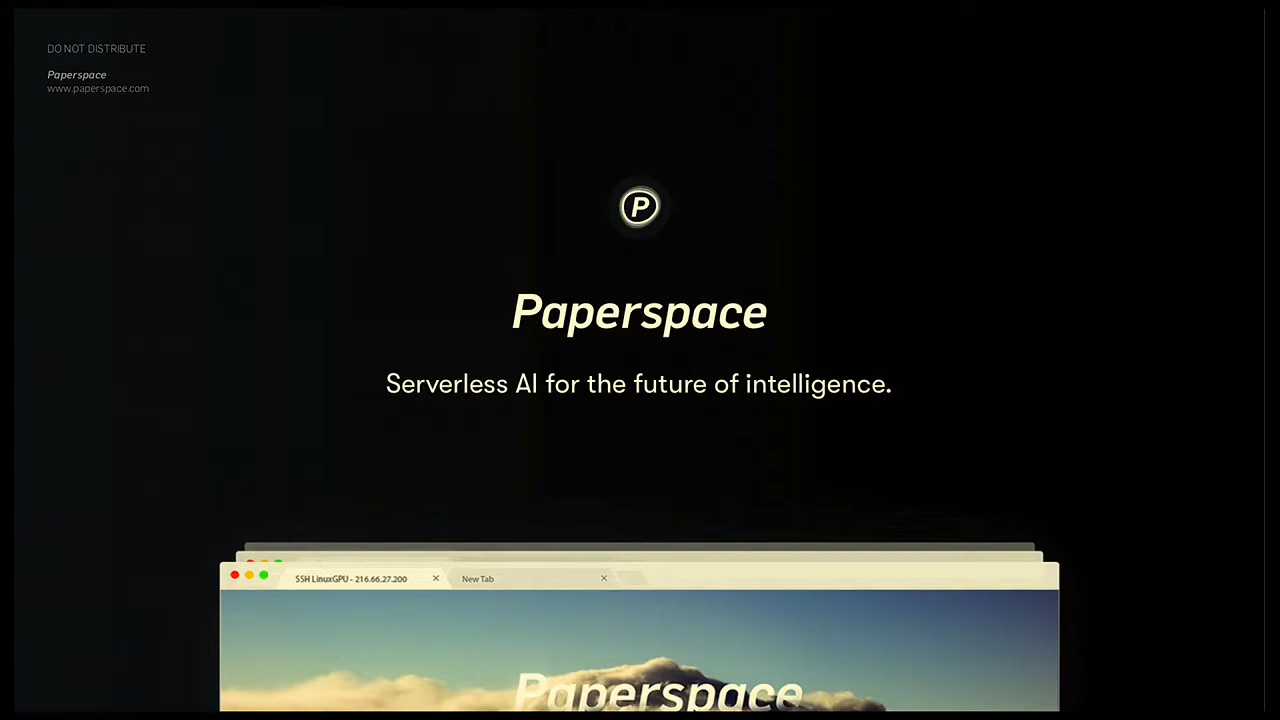 DO NOT DISTRIBUTE
Paperspace
www.paperspace.com
P
Paperspace
Serverless AI for the future of intelligence.
SSH LinuxGPU - 216.66.27.200
New Tab
Paperspace